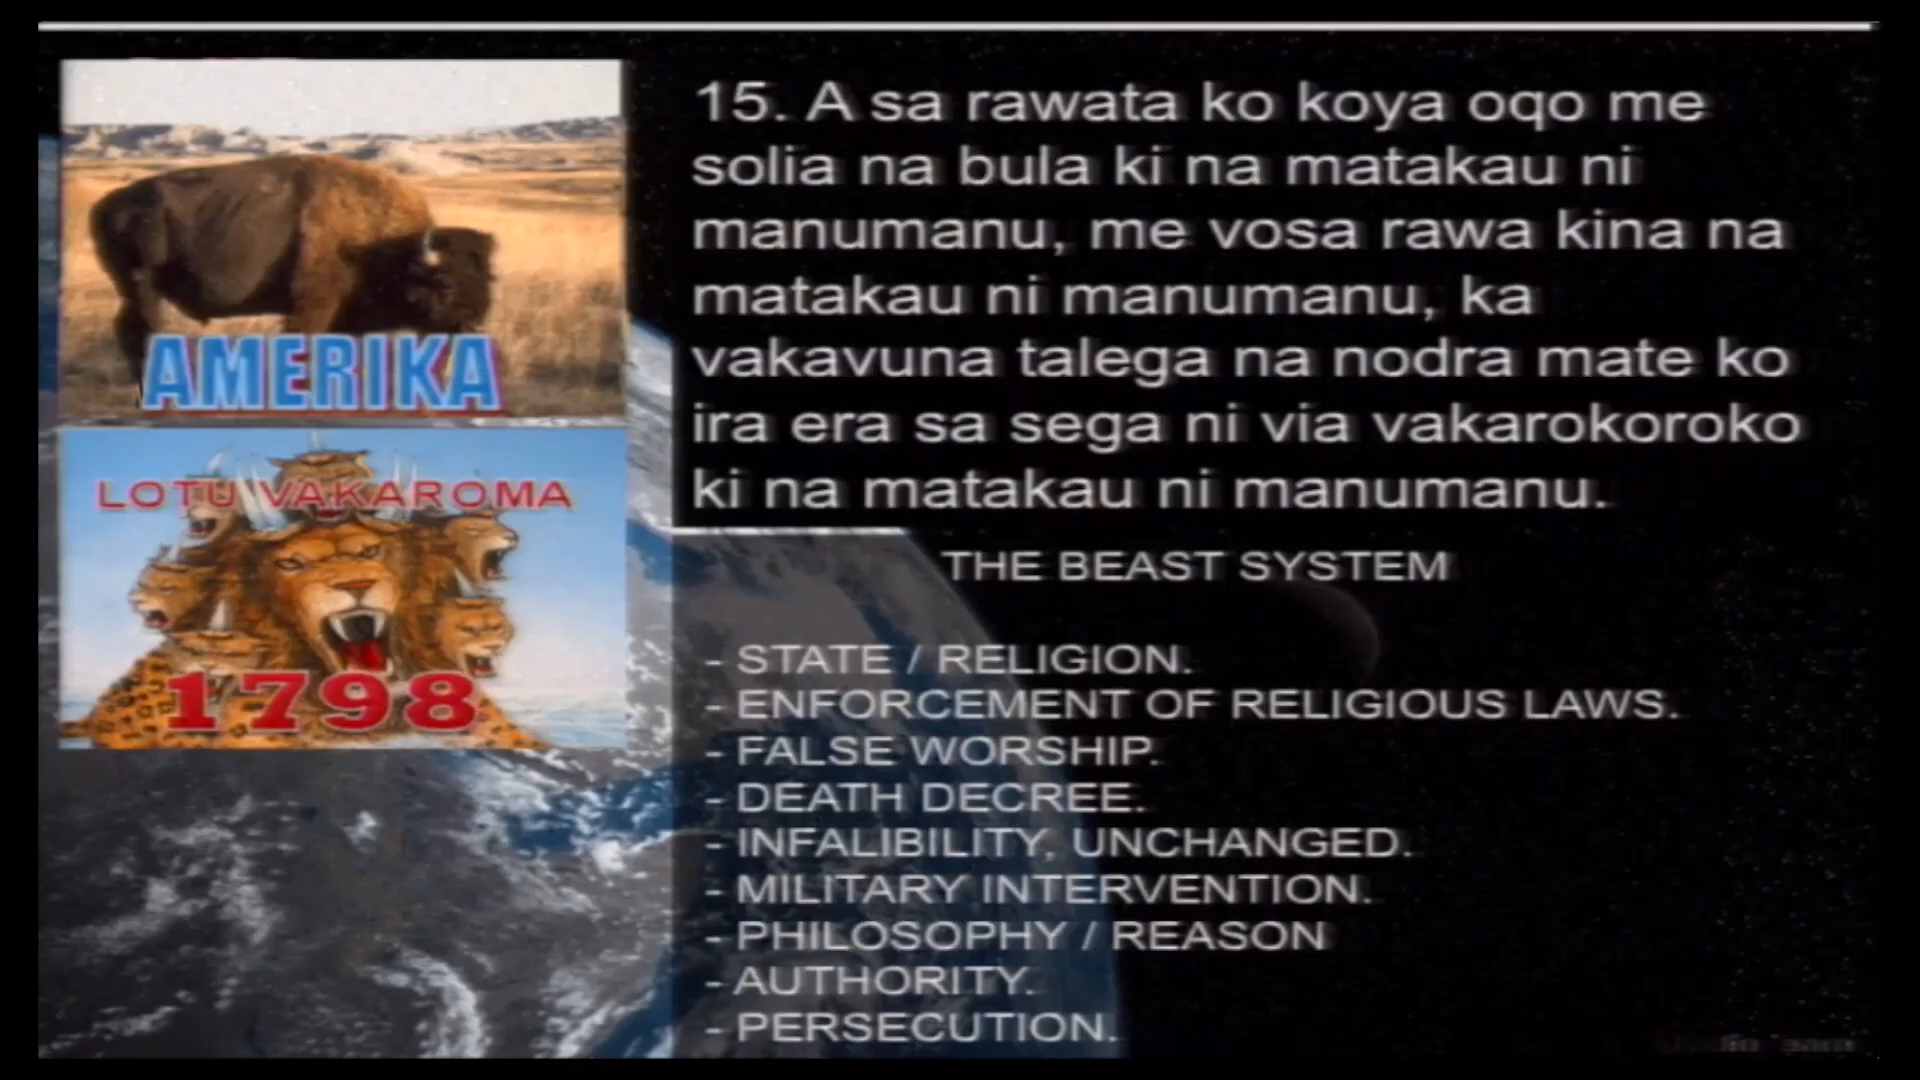 AMERIKA
LOTU VAKAROMA
1798
15. A sa rawata ko koya oqo me
solia na bula ki na matakau ni
manumanu, me vosa rawa kina na
matakau ni manumanu, ka
vakavuna talega na nodra mate ko
ira era sa sega ni via vakarokoroko
ki na matakau ni manumanu.
THE BEAST SYSTEM
- STATE / RELIGION.
- ENFORCEMENT OF RELIGIOUS LAWS.
- FALSE WORSHIP.
- DEATH DECREE.
- INFALIBILITY, UNCHANGED.
- MILITARY INTERVENTION.
- PHILOSOPHY / REASON
- AUTHORITY.
- PERSECUTION.